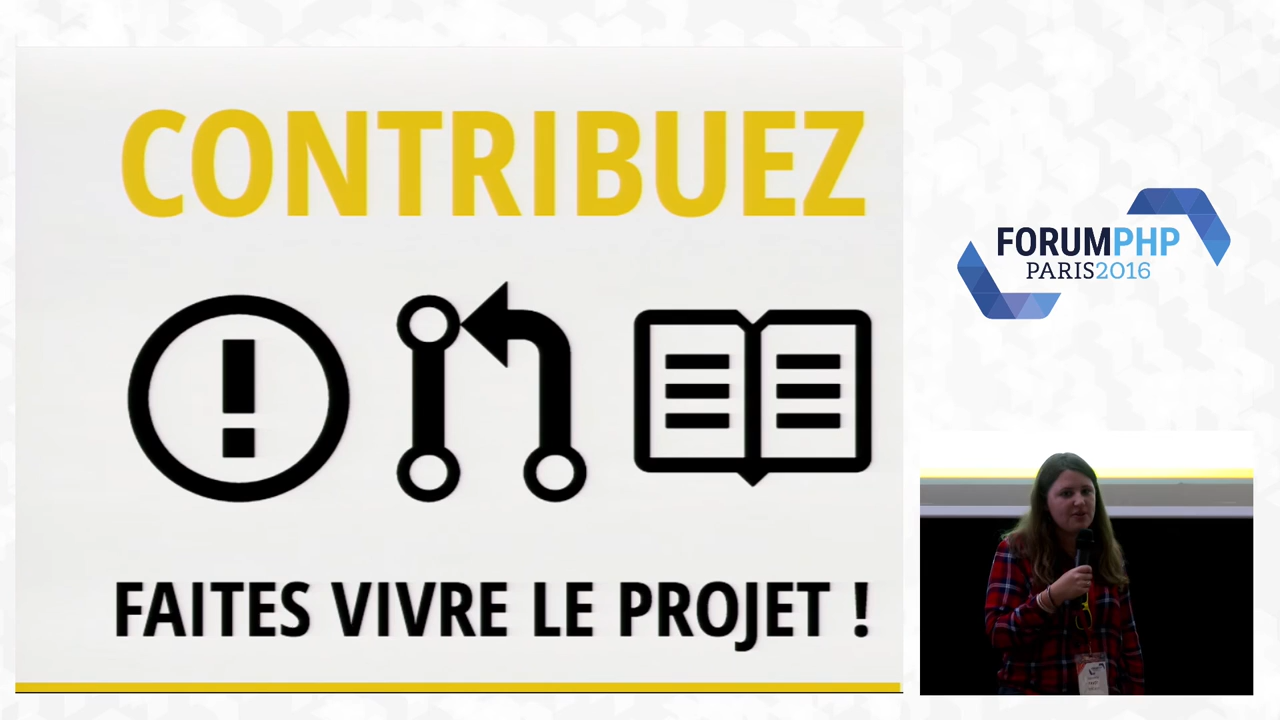 CONTRIBUEZ
FAITES VIVRE LE PROJET !
FORUMPHP
PARIS2016